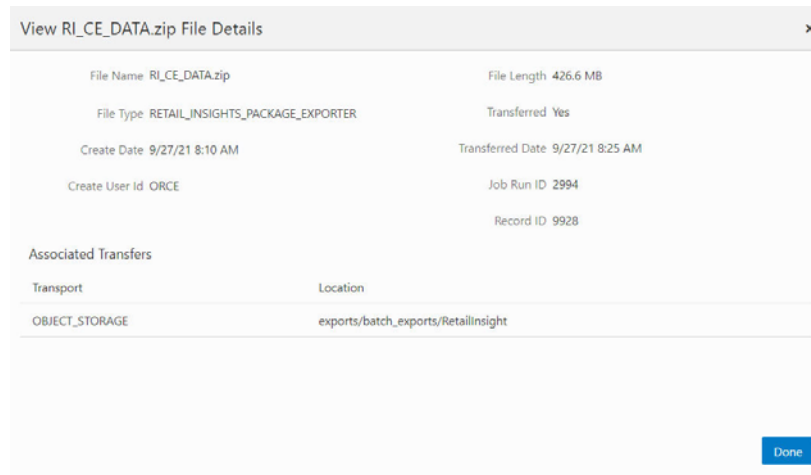 View RI_CE_DATA.zip File Details
×
File Name RI_CE_DATA.zip
File Length 426.6 MB
File Type RETAIL_INSIGHTS_PACKAGE_EXPORTER
Transferred Yes
Create Date 9/27/21 8:10 AM
Transferred Date 9/27/21 8:25 AM
Create User Id ORCE
Job Run ID 2994
Record ID 9928
Associated Transfers
Transport Location
OBJECT_STORAGE exports/batch_exports/RetailInsight
Done